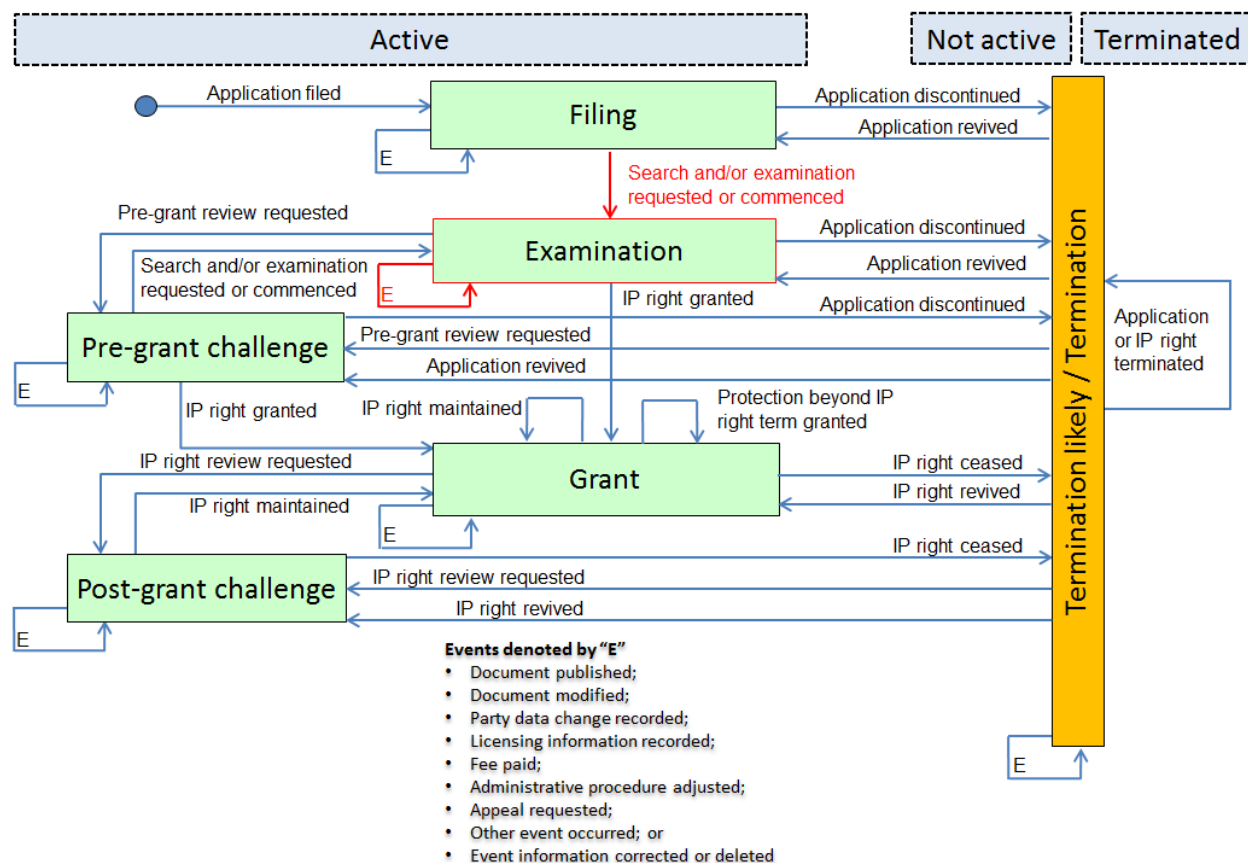 Active
Not active
Terminated
Application filed
Filing
Application discontinued
Application revived
E
Search and/or examination
requested or commenced
Pre-grant review requested
Examination
Application discontinued
Application revived
Search and/or examination
requested or commenced
E
IP right granted
Application discontinued
Pre-grant challenge
Pre-grant review requested
Application revived
E
Application
or IP right
terminated
Termination likely / Termination
IP right granted
IP right maintained
Protection beyond IP
right term granted
IP right review requested
Grant
IP right ceased
IP right revived
IP right maintained
E
IP right ceased
Post-grant challenge
IP right review requested
IP right revived
E
Events denoted by “E”
• Document published;
• Document modified;
• Party data change recorded;
• Licensing information recorded;
• Fee paid;
• Administrative procedure adjusted;
• Appeal requested;
• Other event occurred; or
• Event information corrected or deleted
E